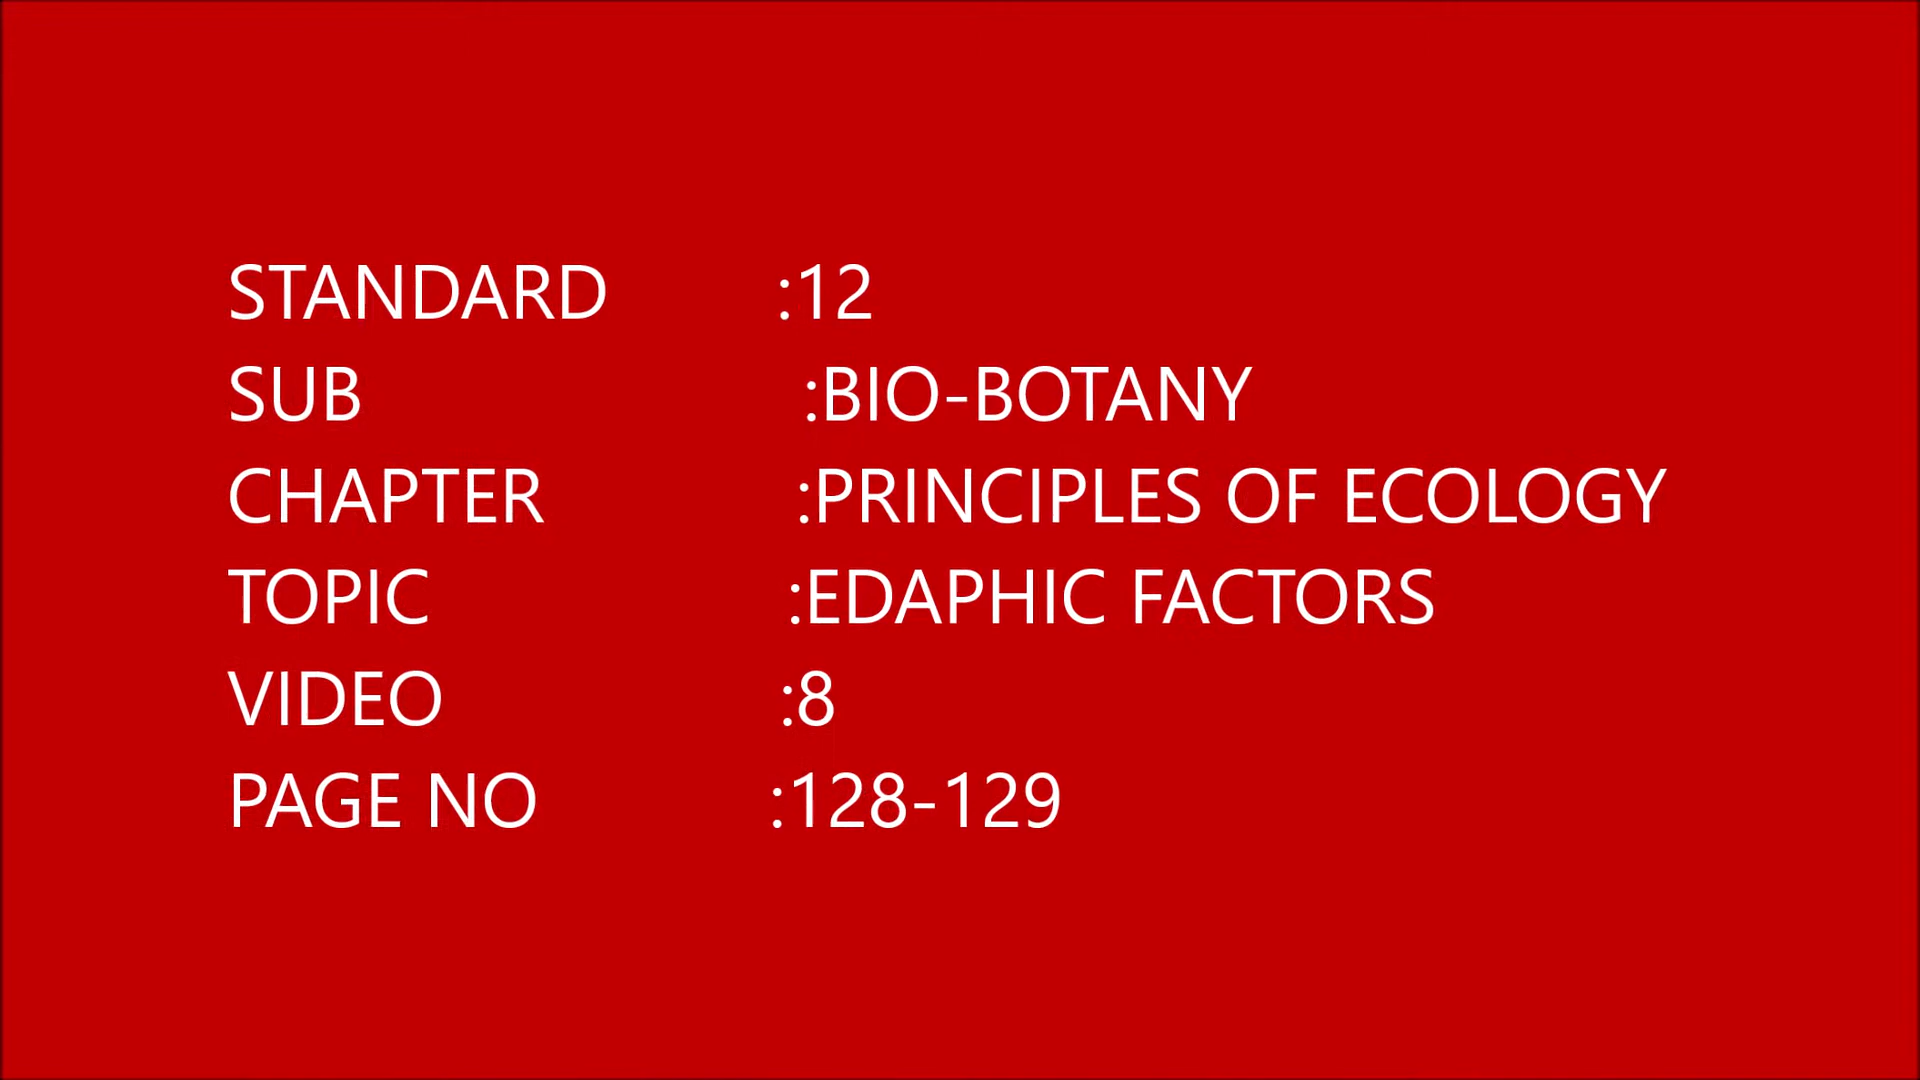 STANDARD :12
SUB :BIO-BOTANY
CHAPTER :PRINCIPLES OF ECOLOGY
TOPIC :EDAPHIC FACTORS
VIDEO :8
PAGE NO :128-129